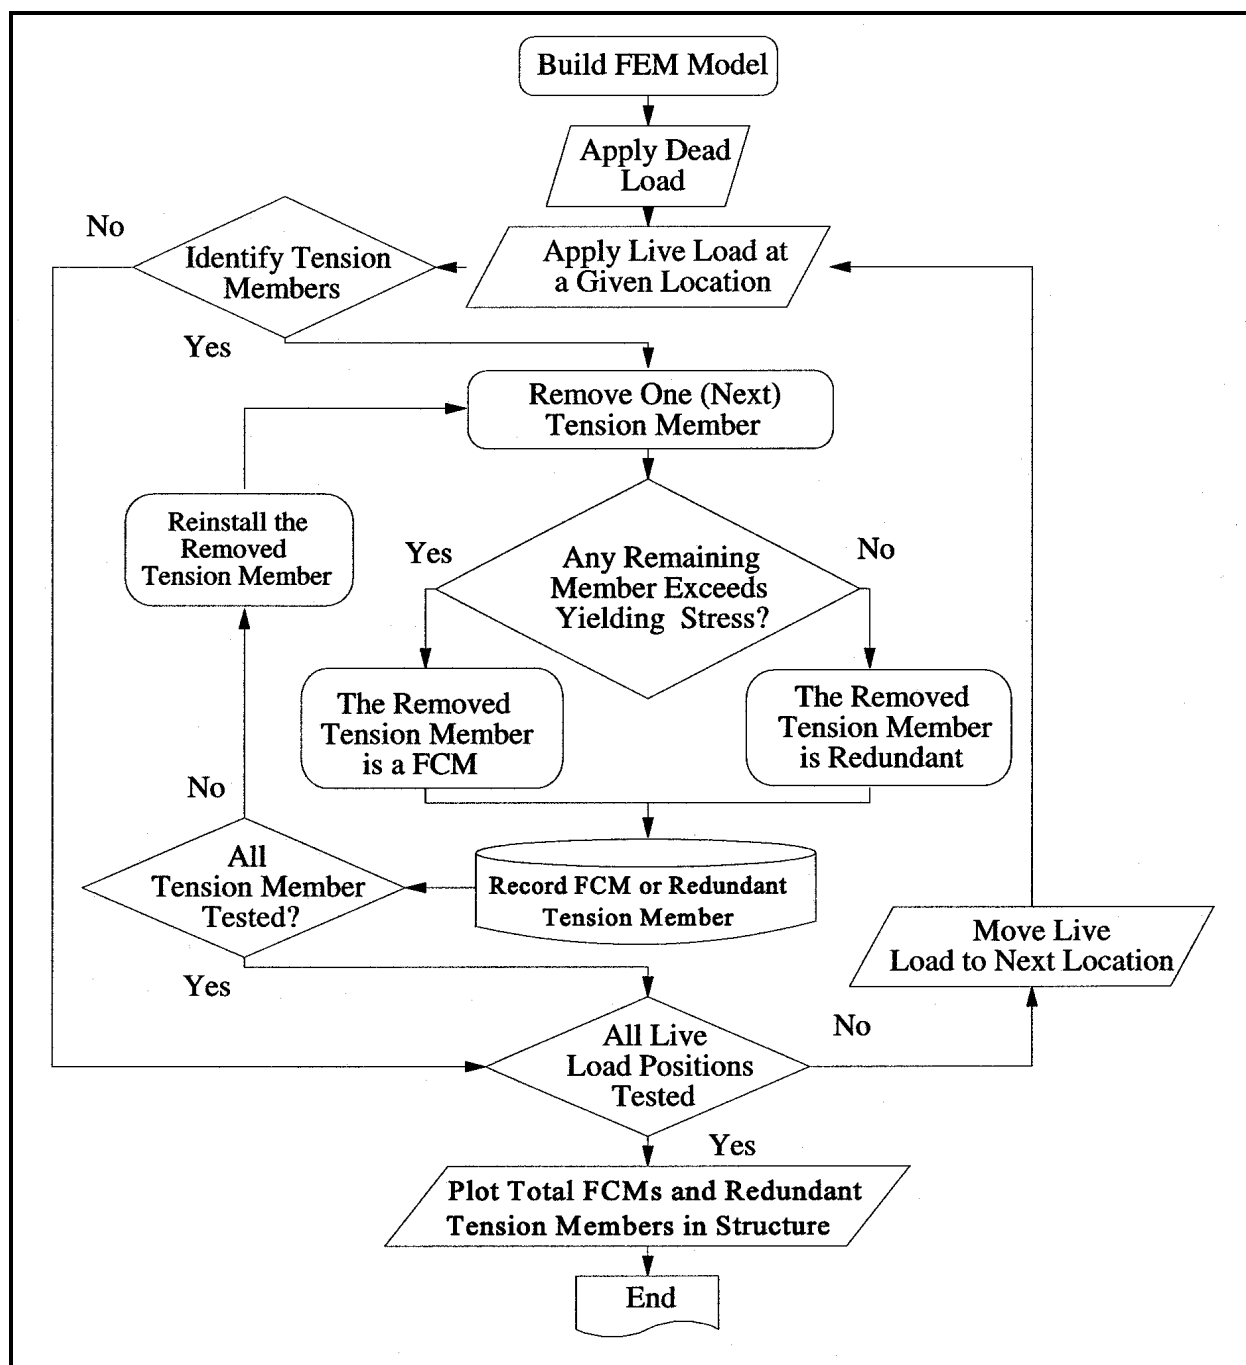 Build FEM Model
Apply Dead
Load
Apply Live Load at
a Given Location
No
Identify Tension
Members
Yes
Remove One (Next)
Tension Member
Reinstall the
Removed
Tension Member
Yes
Any Remaining
Member Exceeds
Yielding Stress?
No
The Removed
Tension Member
is a FCM
The Removed
Tension Member
is Redundant
No
All
Tension Member
Tested?
Record FCM or Redundant
Tension Member
Yes
Move Live
Load to Next Location
All Live
Load Positions
Tested
No
Yes
Plot Total FCMs and Redundant
Tension Members in Structure
End